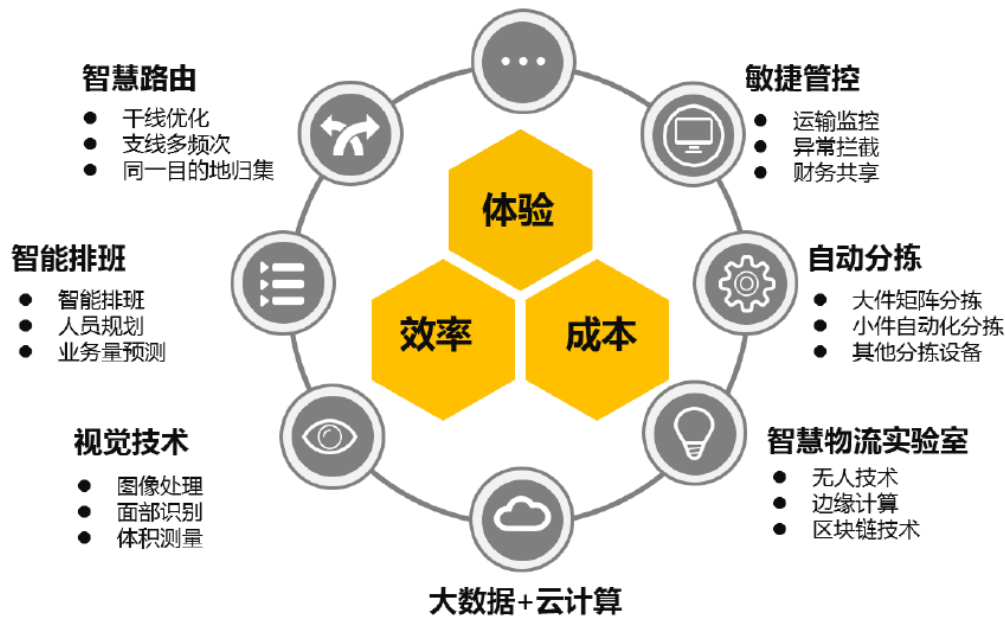 智慧路由
● 干线优化
● 支线多频次
● 同一目的地归集
敏捷管控
● 运输监控
● 异常拦截
● 财务共享
体验
效率
成本
智能排班
● 智能排班
● 人员规划
● 业务量预测
自动分拣
● 大件矩阵分拣
● 小件自动化分拣
● 其他分拣设备
视觉技术
● 图像处理
● 面部识别
● 体积测量
智慧物流实验室
● 无人技术
● 边缘计算
● 区块链技术
大数据+云计算